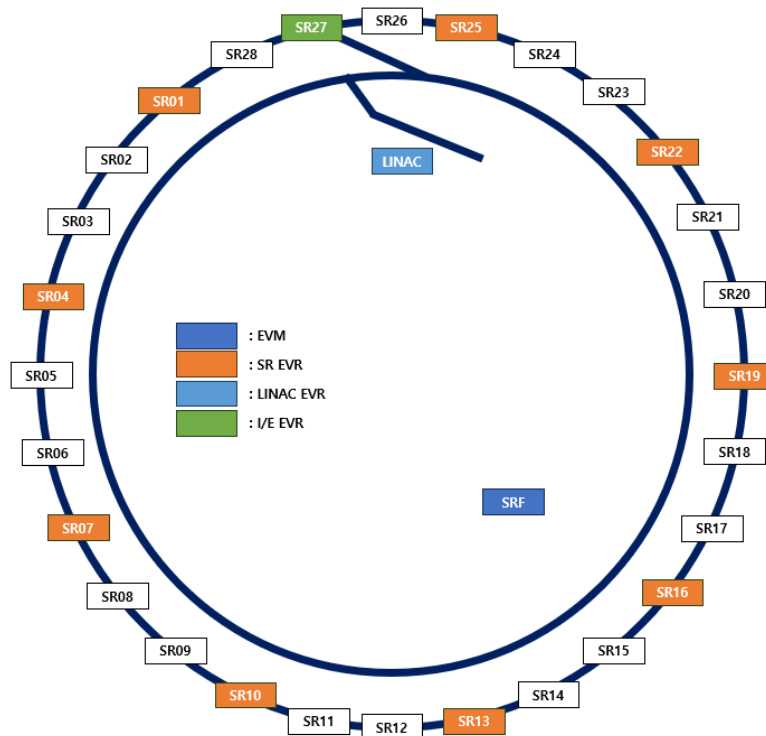 SR26
SR27
SR25
SR28
SR24
SR23
SR01
SR22
SR02
LINAC
SR21
SR03
SR20
SR04
: EVM
: SR EVR
SR05
SR19
: LINAC EVR
: I/E EVR
SR06
SR18
SRF
SR07
SR17
SR16
SR08
SR09
SR15
SR10
SR14
SR11
SR12
SR13